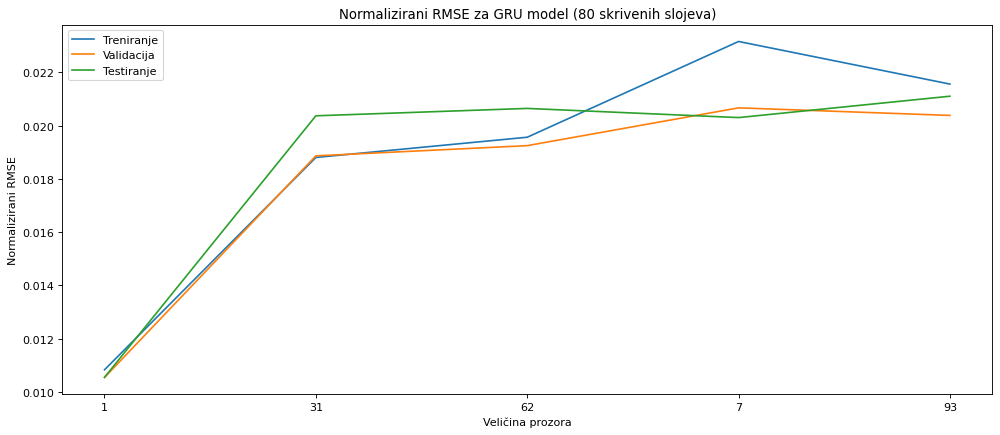 Normalizirani RMSE za GRU model (80 skrivenih slojeva)
Treniranje
Validacija
Testiranje
Normalizirani RMSE
0.022
0.020
0.018
0.016
0.014
0.012
0.010
1
31
62
7
93
Veličina prozora